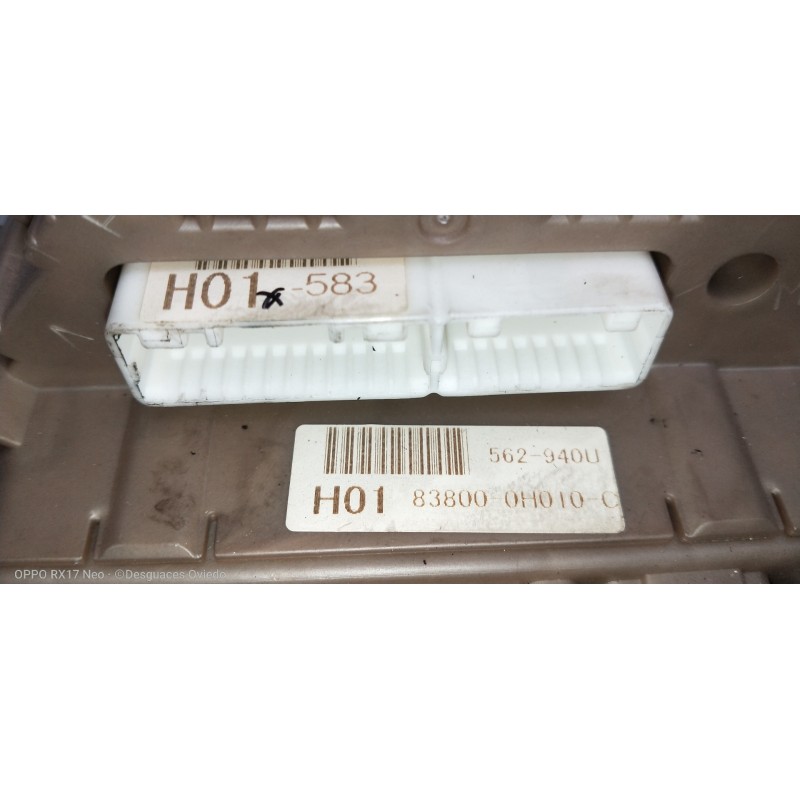 H01 -583
562-940U
H01 83800-0H010-C
OPPO RX17 Neo · ©Desguaces Oviedo